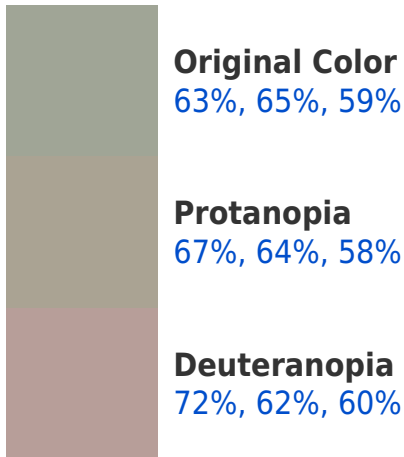 Original Color
63%, 65%, 59%
Protanopia
67%, 64%, 58%
Deuteranopia
72%, 62%, 60%